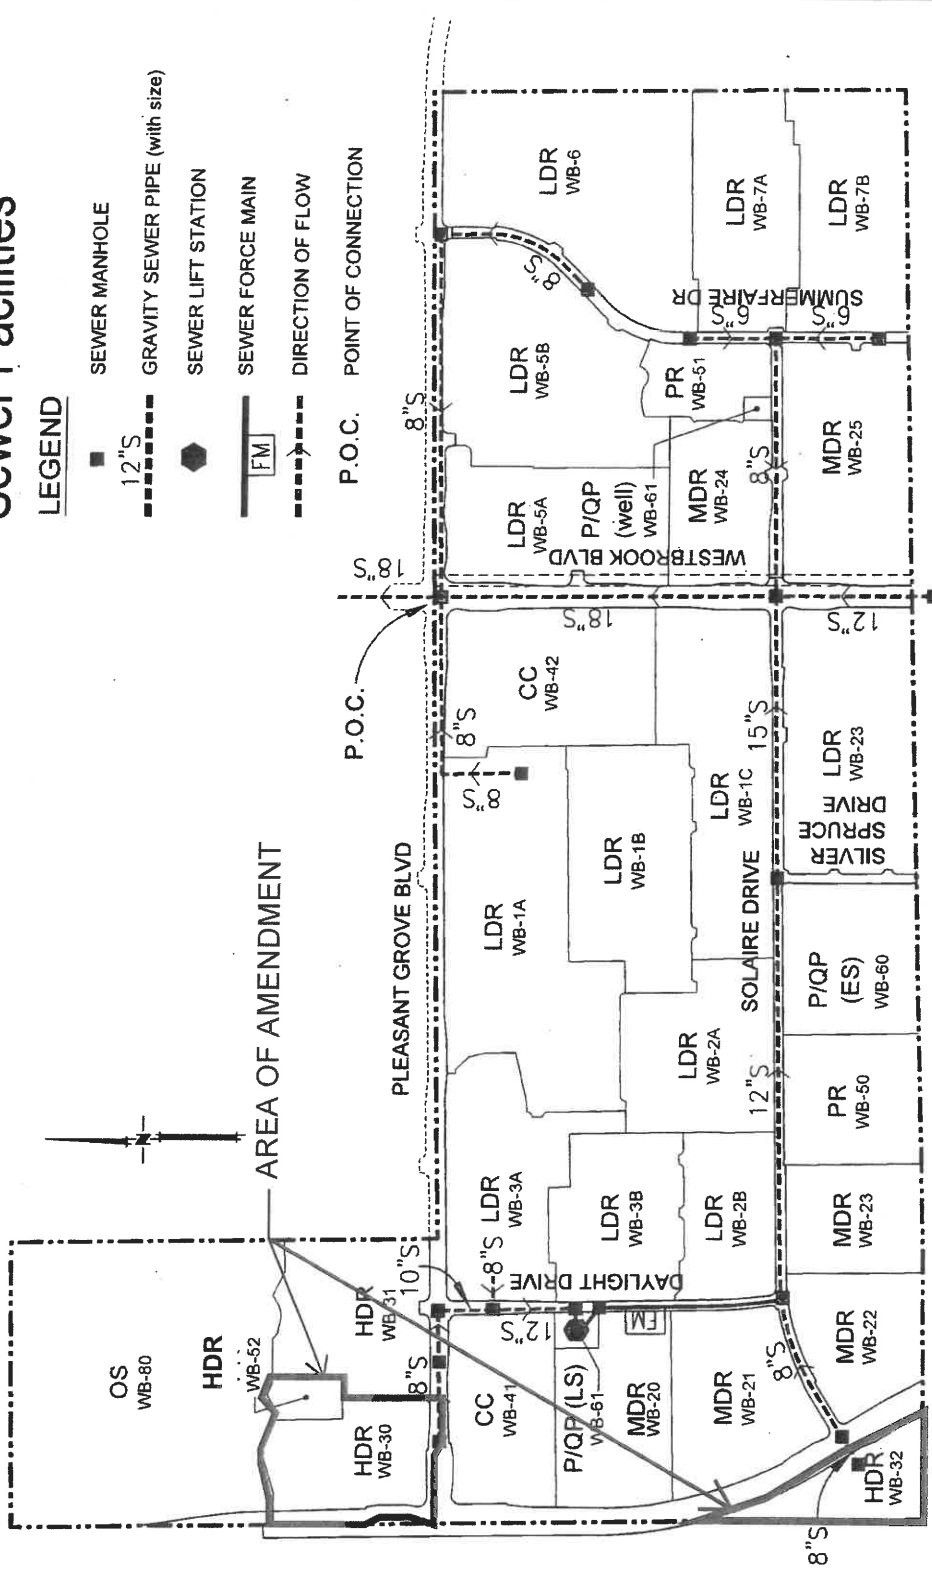 Sewer Facilities
LEGEND
SEWER MANHOLE
12"S
GRAVITY SEWER PIPE (with size)
SEWER LIFT STATION
FM
SEWER FORCE MAIN
DIRECTION OF FLOW
P.O.C.
POINT OF CONNECTION
AREA OF AMENDMENT
P.O.C.
18"S
PLEASANT GROVE BLVD
OS
WB-80
HDR
WB-52
HDR
WB-31
HDR
WB-30
10"S
8"S
8"S
12"S
DAYLIGHT DRIVE
CC
WB-41
P/QP (LS)
WB-61
FM
MDR
WB-20
MDR
WB-21
8"S
MDR
WB-22
HDR
WB-32
8"S
LDR
WB-3A
LDR
WB-3B
LDR
WB-2B
LDR
WB-2A
LDR
WB-1A
LDR
WB-1B
LDR
WB-1C
8"S
8"S
CC
WB-42
SOLAIRE DRIVE
12"S
15"S
MDR
WB-23
PR
WB-50
P/QP
(ES)
WB-60
SILVER
SPRUCE
DRIVE
LDR
WB-23
18"S
12"S
WESTBROOK BLVD
8"S
LDR
WB-5A
LDR
WB-5B
P/QP
(well)
WB-61
MDR
WB-24
PR
WB-51
8"S
8"S
MDR
WB-25
LDR
WB-6
SUMMERFAIRE DR
6"S
6"S
LDR
WB-7A
LDR
WB-7B